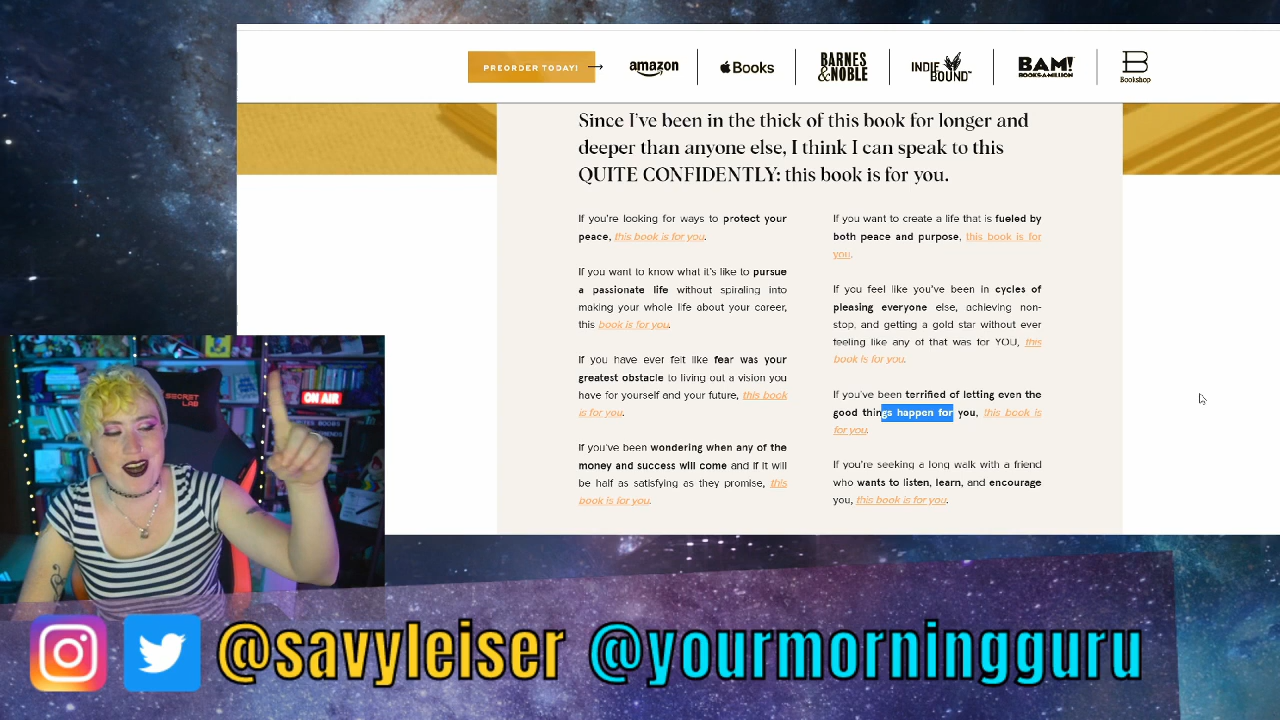 PREORDER TODAY!
amazon
Books
BARNES
&NOBLE
INDIE
BOUND
BAM!
BOOKS-A-MILLION
Bookshop
Since I've been in the thick of this book for longer and
deeper than anyone else, I think I can speak to this
QUITE CONFIDENTLY: this book is for you.
If you're looking for ways to protect your
peace, this book is for you.
If you want to know what it's like to pursue
a passionate life without spiraling into
making your whole life about your career,
this book is for you.
If you have ever felt like fear was your
greatest obstacle to living out a vision you
have for yourself and your future, this book
is for you.
If you've been wondering when any of the
money and success will come and if it will
be half as satisfying as they promise, this
book is for you.
If you want to create a life that is fueled by
both peace and purpose, this book is for
you.
If you feel like you've been in cycles of
pleasing everyone else, achieving non-
stop, and getting a gold star without ever
feeling like any of that was for YOU, this
book is for you.
If you've been terrified of letting even the
good things happen for you, this book is
for you.
If you're seeking a long walk with a friend
who wants to listen, learn, and encourage
you, this book is for you.
SECRET
LAB
ON AIR
@savyleiser @yourmorningguru